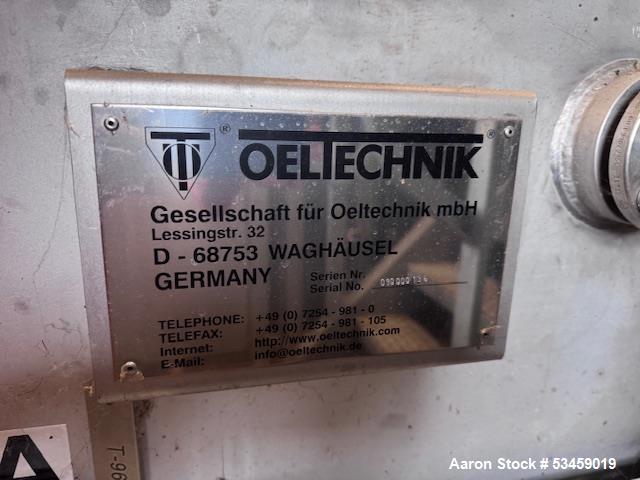 TOT ® OELTECHNIK ®
Gesellschaft für Oeltechnik mbH
Lessingstr. 32
D - 68753 WAGHÄUSEL
GERMANY
Serien Nr.
Serial No.
TELEPHONE: +49 (0) 7254 - 981 - 0
TELEFAX: +49 (0) 7254 - 981 - 105
Internet: http://www.oeltechnik.com
E-Mail: info@oeltechnik.de
A
T-96
Aaron Stock # 53459019